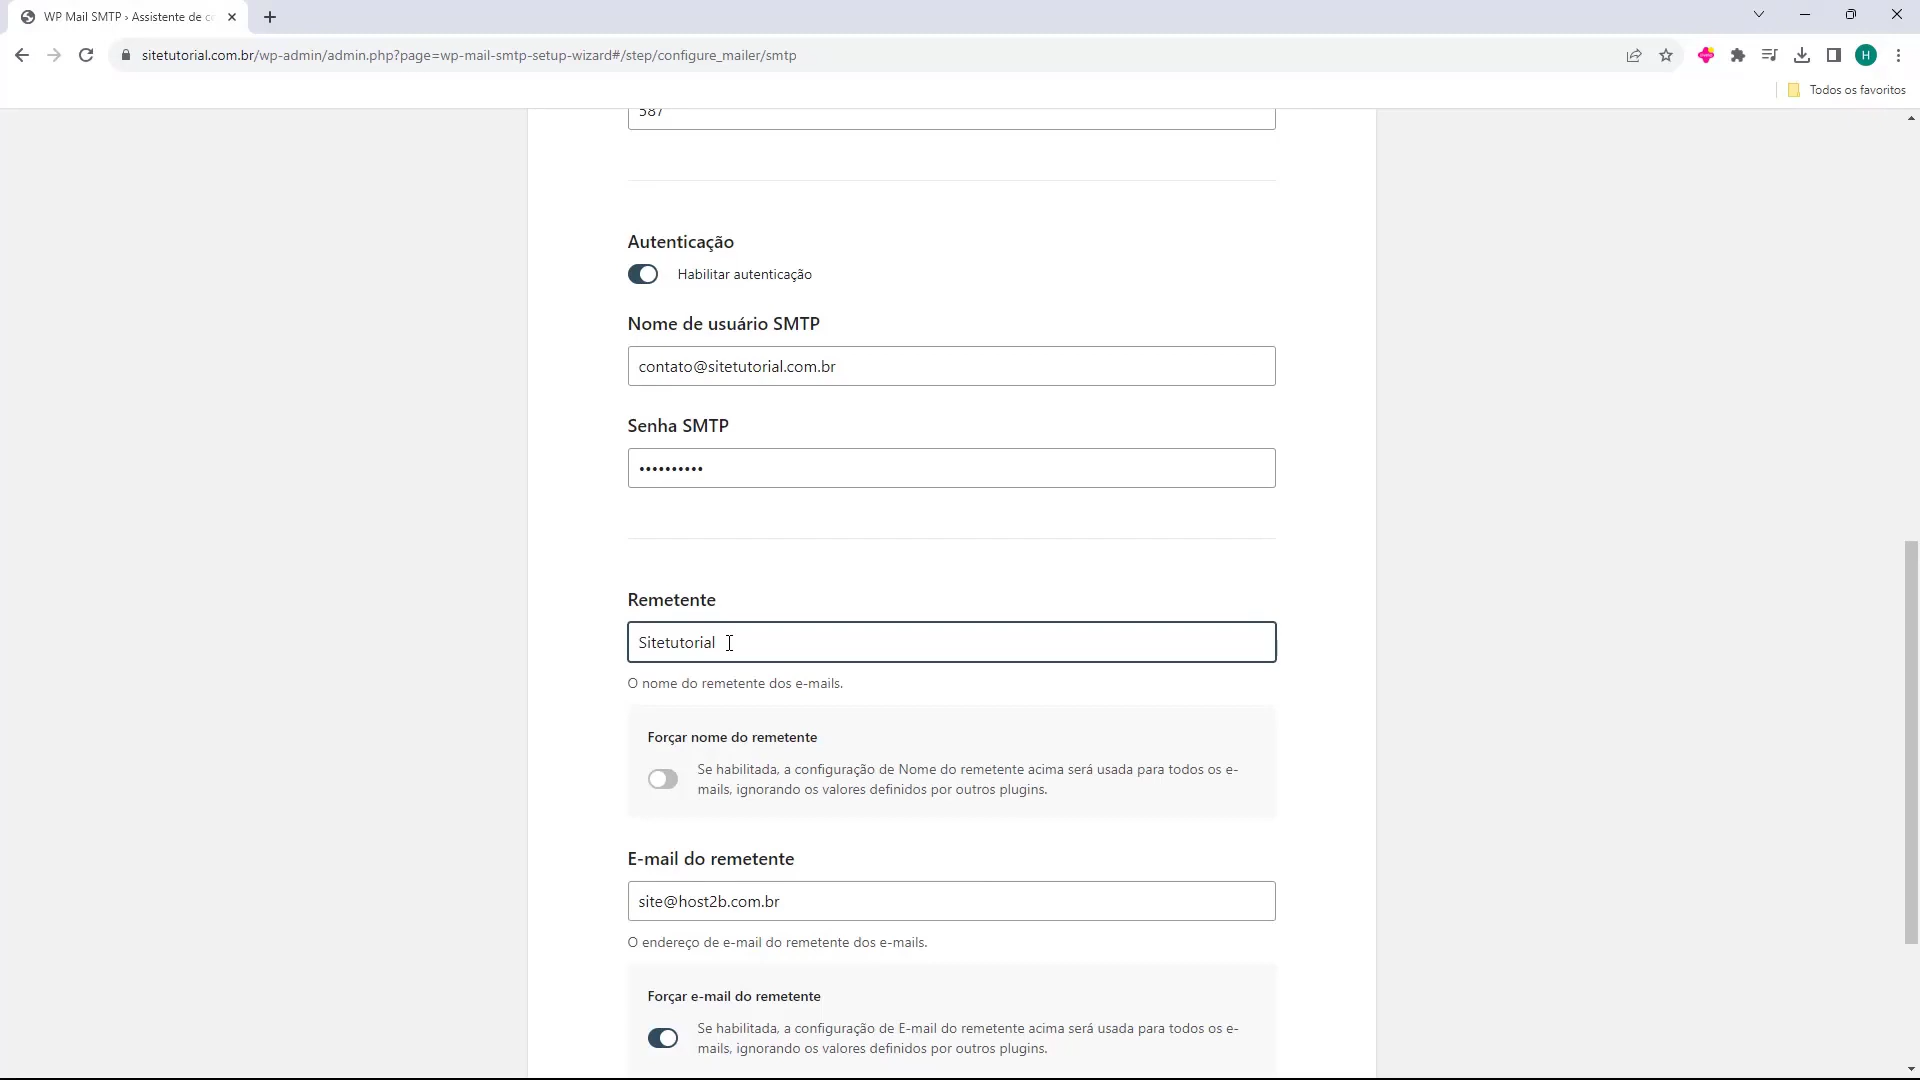 WP Mail SMTP › Assistente de
sitetutorial.com.br/wp-admin/admin.php?page=wp-mail-smtp-setup-wizard#/step/configure_mailer/smtp
H
Todos os favoritos
587
Autenticação
Habilitar autenticação
Nome de usuário SMTP
contato@sitetutorial.com.br
Senha SMTP
••••••••••
Remetente
Sitetutorial
O nome do remetente dos e-mails.
Forçar nome do remetente
Se habilitada, a configuração de Nome do remetente acima será usada para todos os e-
mails, ignorando os valores definidos por outros plugins.
E-mail do remetente
site@host2b.com.br
O endereço de e-mail do remetente dos e-mails.
Forçar e-mail do remetente
Se habilitada, a configuração de E-mail do remetente acima será usada para todos os e-
mails, ignorando os valores definidos por outros plugins.